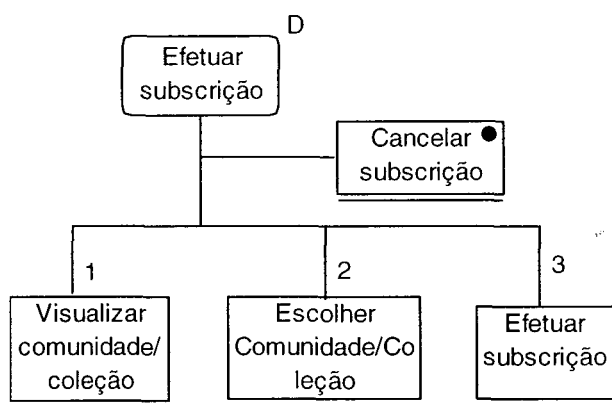 D
Efetuar
subscrição
Cancelar
subscrição
1
2
3
Visualizar
comunidade/
coleção
Escolher
Comunidade/Co
leção
Efetuar
subscrição